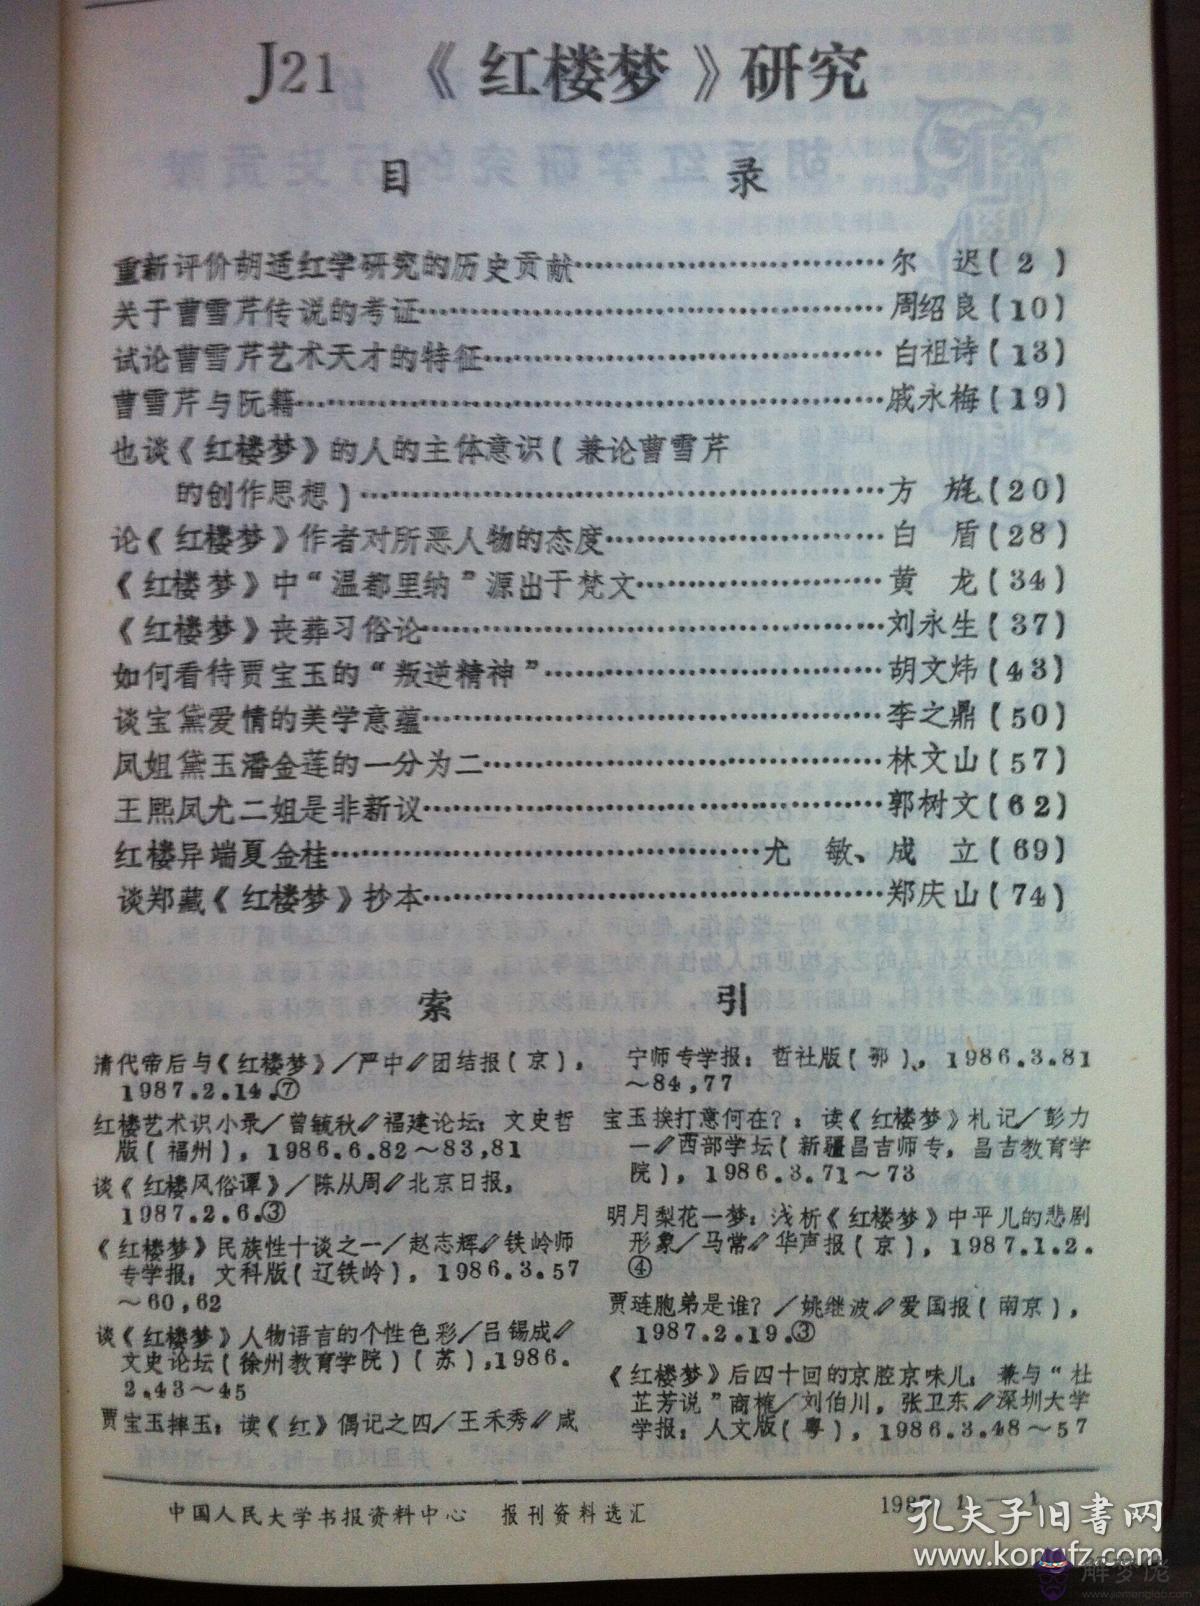 J21 《红楼梦》研究
目 录
重新评价胡适红学研究的历史贡献……………………………尔 迟(2)
关于曹雪芹传说的考证……………………………周绍良(10)
试论曹雪芹艺术天才的特征……………………………白祖诗(13)
曹雪芹与阮籍……………………………戚永梅(19)
也谈《红楼梦》的人的主体意识(兼论曹雪芹
的创作思想)……………………………方 旄(20)
论《红楼梦》作者对所恶人物的态度……………………………白 盾(28)
《红楼梦》中“温都里纳”源出于梵文……………………………黄 龙(34)
《红楼梦》丧葬习俗论……………………………刘永生(37)
如何看待贾宝玉的“叛逆精神”……………………………胡文炜(43)
谈宝黛爱情的美学意蕴……………………………李之鼎(50)
凤姐黛玉潘金莲的一分为二……………………………林文山(57)
王熙凤尤二姐是非新议……………………………郭树文(62)
红楼异端夏金桂……………………………尤 敏、成 立(69)
谈郑藏《红楼梦》抄本……………………………郑庆山(74)
索 引
清代帝后与《红楼梦》/严中//团结报(京),
1987.2.14.⑦
红楼艺术识小录/曾毓秋//福建论坛:文史哲
版(福州),1986.6.82～83,81
谈《红楼风俗谭》/陈从周//北京日报,
1987.2.6.③
《红楼梦》民族性十谈之一/赵志辉//铁岭师
专学报:文科版(辽铁岭),1986.3.57
～60,62
谈《红楼梦》人物语言的个性色彩/吕锡成//
文史论坛(徐州教育学院)(苏),1986.
2.43～45
贾宝玉摔玉:读《红》偶记之四/王禾秀//咸
宁师专学报:哲社版(鄂),1986.3.81
～84,77
宝玉挨打意何在?:读《红楼梦》札记/彭力
一//西部学坛(新疆昌吉师专,昌吉教育学
院),1986.3.71～73
明月梨花一梦:浅析《红楼梦》中平儿的悲剧
形象/马常//华声报(京),1987.1.2.
④
贾琏胞弟是谁?/姚继波//爱国报(南京),
1987.2.19.③
《红楼梦》后四十回的京腔京味儿:兼与“杜
芷芳说”商榷/刘伯川,张卫东//深圳大学
学报:人文版(粤),1986.3.48～57
中国人民大学书报资料中心 报刊资料选汇
1987.1—1
孔夫子旧书网
www.kongfz.com
解梦佬
www.jiemenglao.com